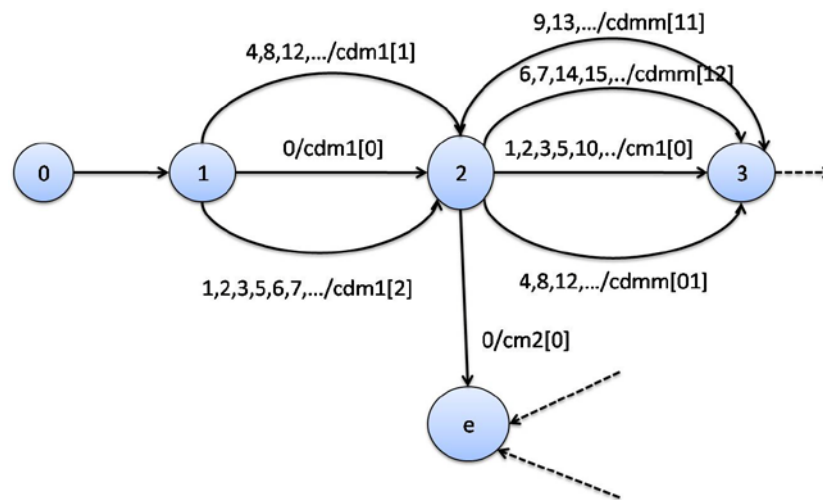 9,13,.../cdmm[11]
4,8,12,.../cdm1[1]
6,7,14,15,../cdmm[12]
0/cdm1[0]
1,2,3,5,10,../cm1[0]
0
1
2
3
1,2,3,5,6,7,.../cdm1[2]
4,8,12,.../cdmm[01]
0/cm2[0]
e